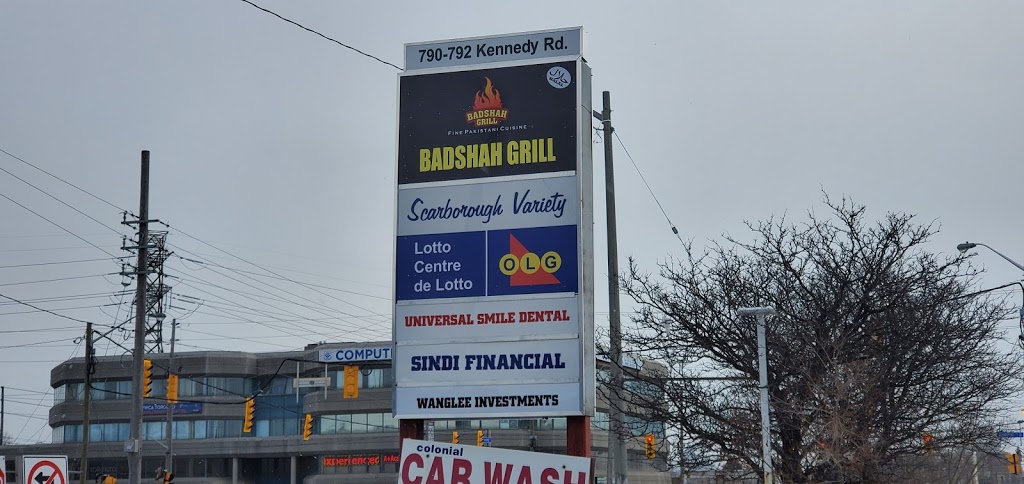 790-792 Kennedy Rd.
BADSHAH
GRILL
FINE PAKISTANI CUISINE
BADSHAH GRILL
Scarborough Variety
Lotto
Centre
de Lotto
OLG
UNIVERSAL SMILE DENTAL
SINDI FINANCIAL
WANGLEE INVESTMENTS
colonial
CAR WASH
COMPUT